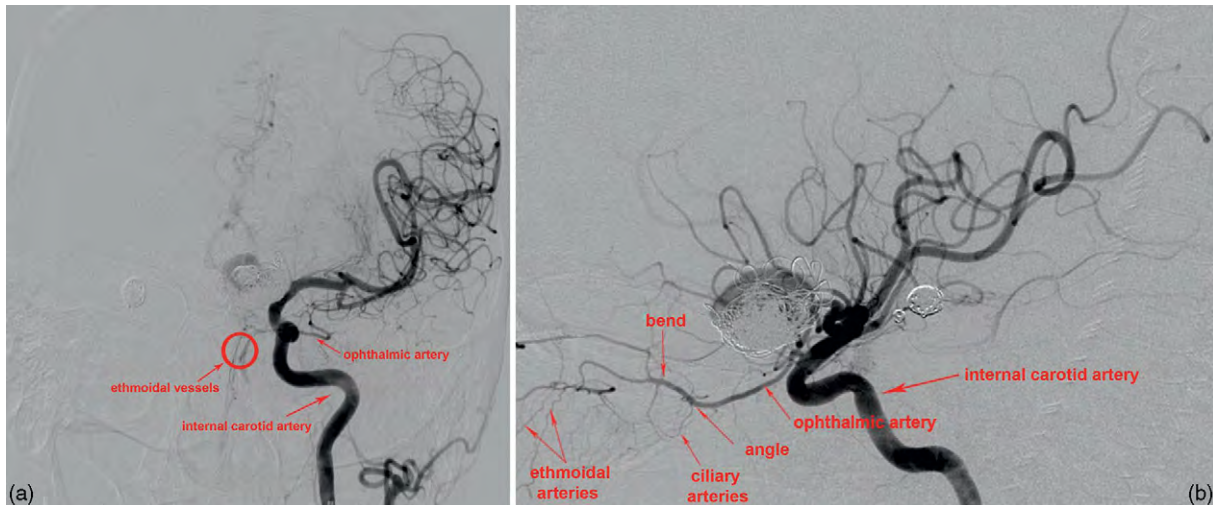 ophthalmic artery
ethmoidal vessels
internal carotid artery
(a)
bend
internal carotid artery
ophthalmic artery
angle
ethmoidal
arteries
ciliary
arteries
(b)